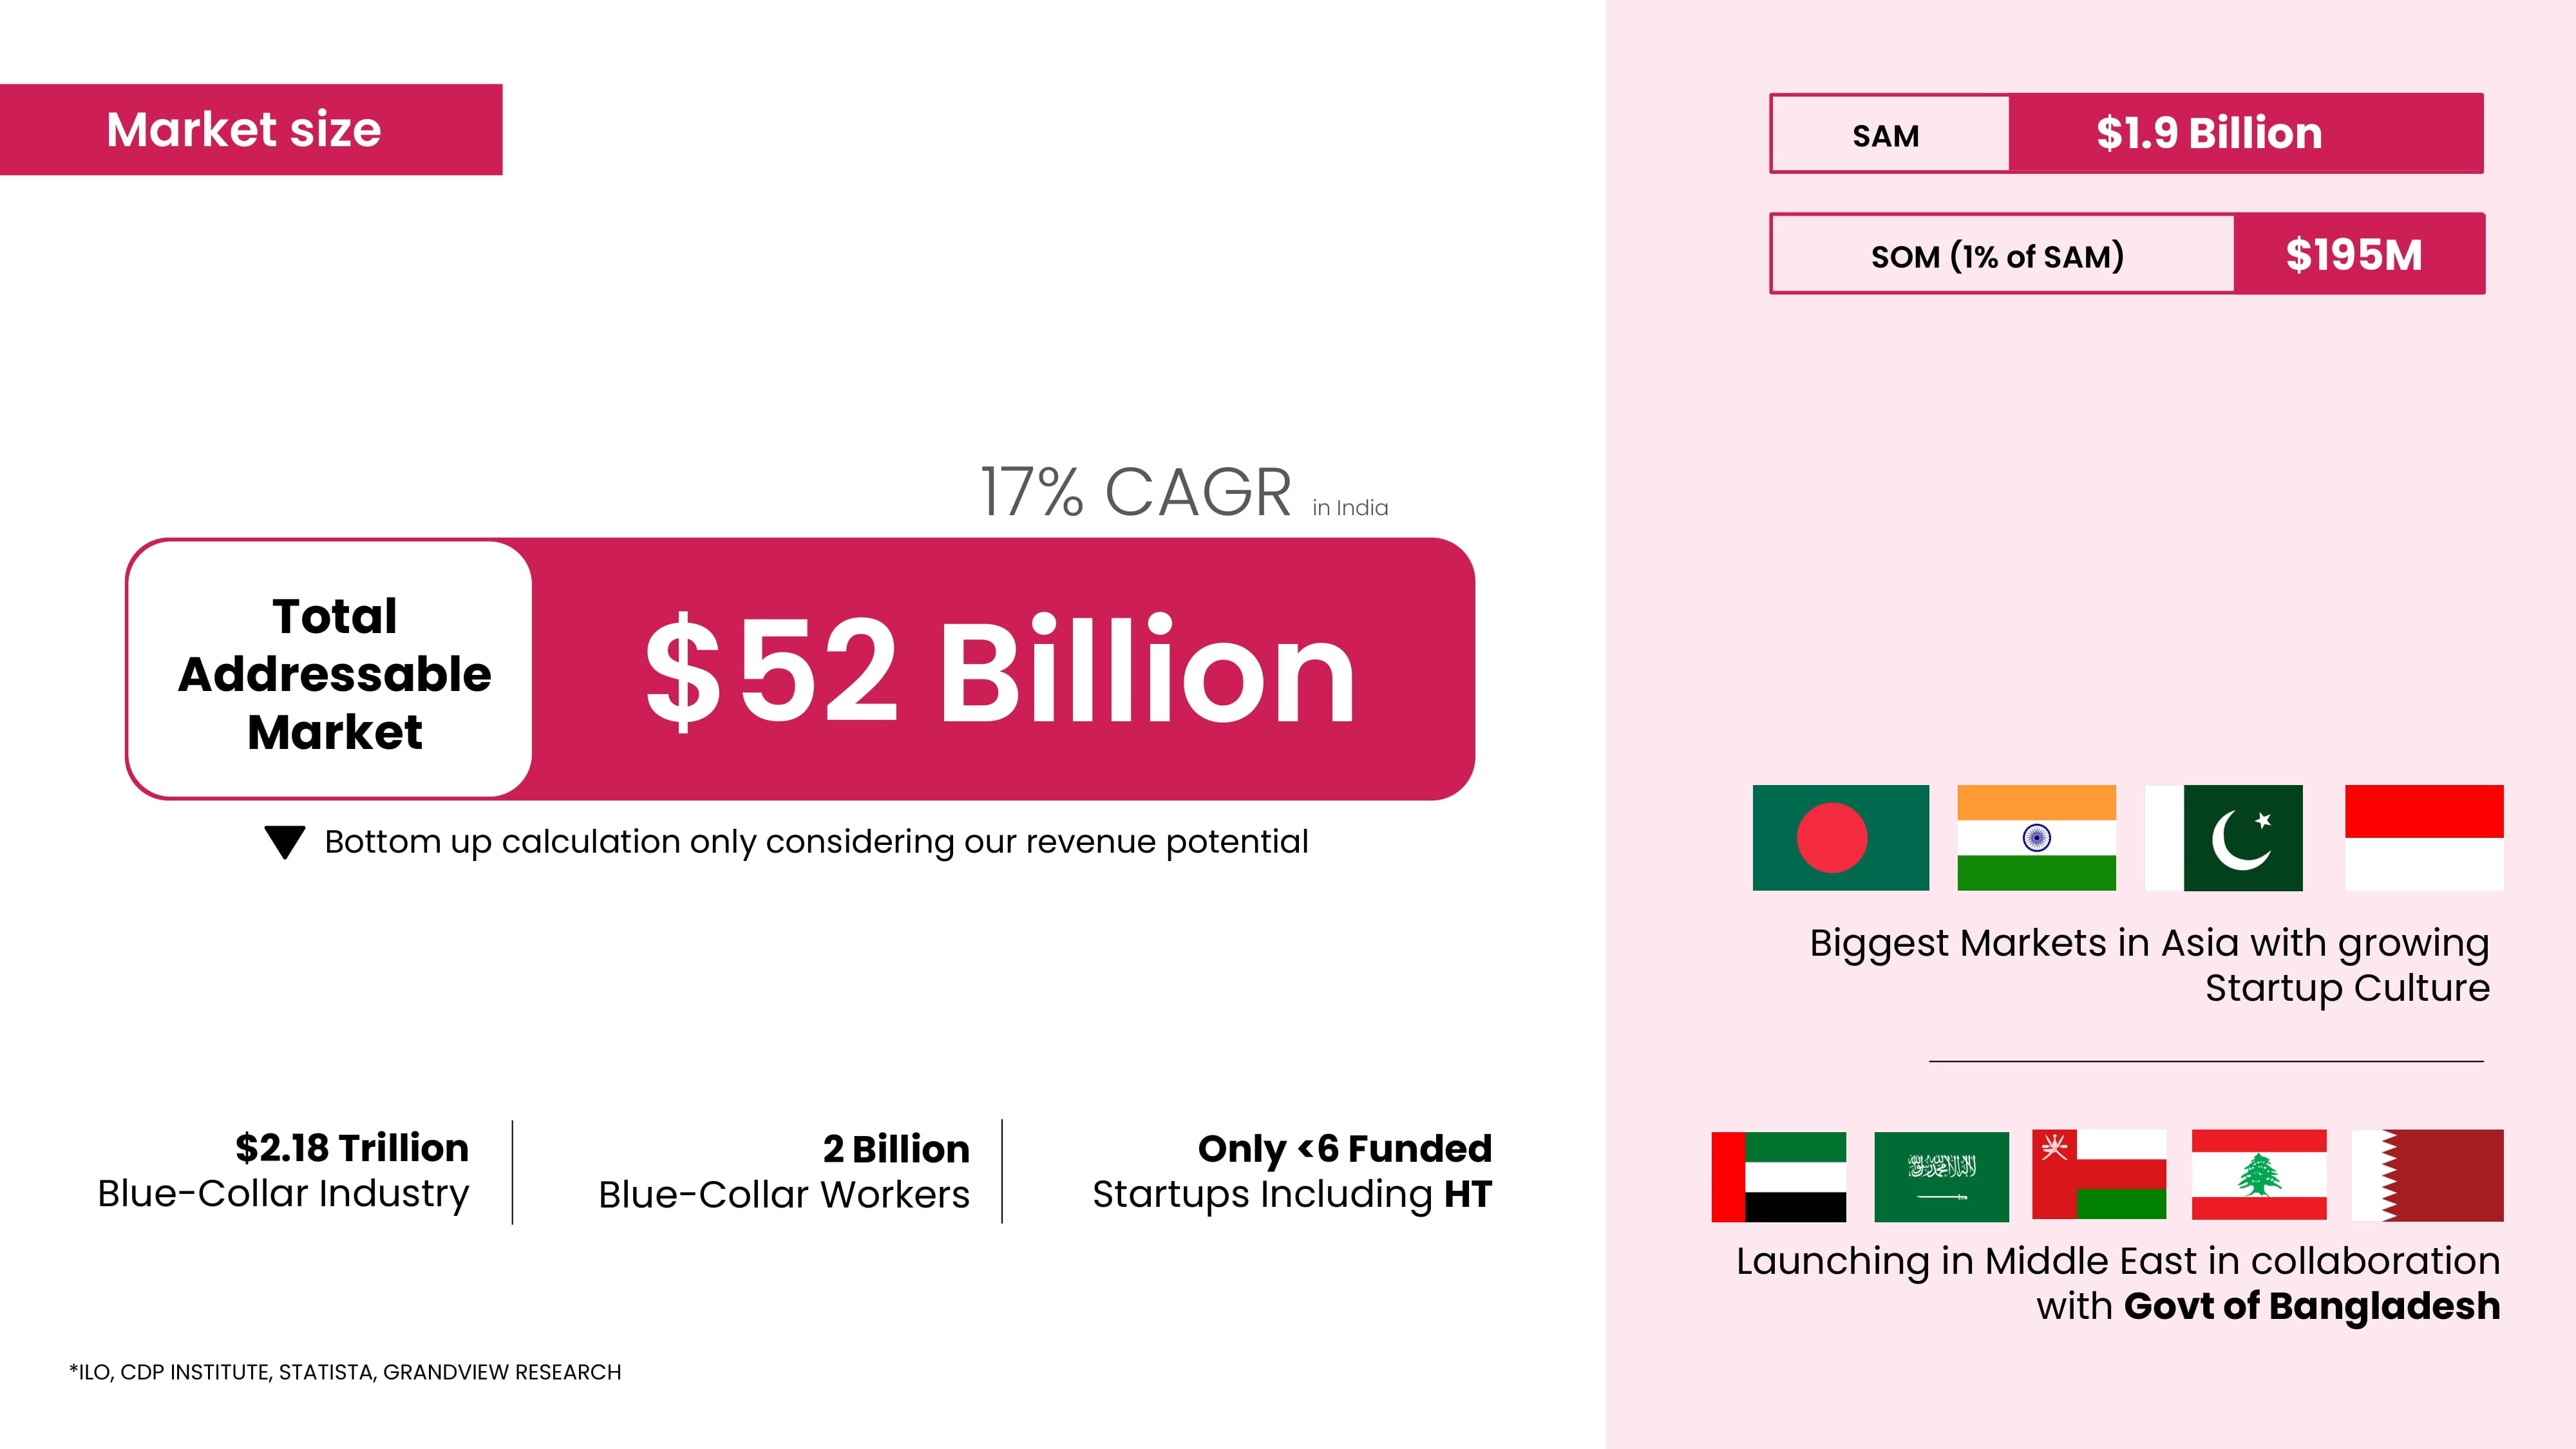 Market size
17% CAGR in India
Total
Addressable
Market
$52 Billion
Bottom up calculation only considering our revenue potential
$2.18 Trillion
Blue-Collar Industry
2 Billion
Blue-Collar Workers
Only <6 Funded
Startups Including HT
*ILO, CDP INSTITUTE, STATISTA, GRANDVIEW RESEARCH
SAM
$1.9 Billion
SOM (1% of SAM)
$195M
Biggest Markets in Asia with growing
Startup Culture
Launching in Middle East in collaboration
with Govt of Bangladesh